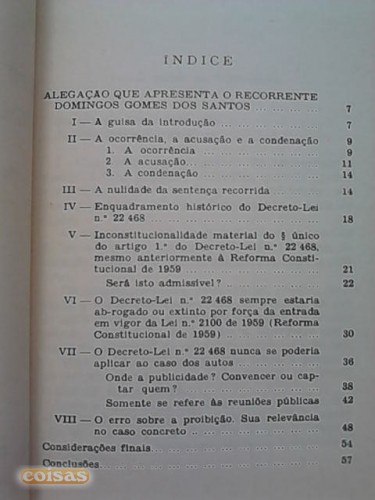 INDICE
ALEGAÇÃO QUE APRESENTA O RECORRENTE
DOMINGOS GOMES DOS SANTOS ... ... ... 7
I — A guisa da introdução ... ... ... 7
II — A ocorrência, a acusação e a condenação 9
1. A ocorrência ... ... ... 9
2 A acusação... ... ... 11
3. A condenação ... ... ... 14
III — A nulidade da sentença recorrida ... ... 14
IV — Enquadramento histórico do Decreto-Lei
n.º 22 468 ... ... ... 18
V — Inconstitucionalidade material do § único
do artigo 1.º do Decreto-Lei n.º 22 468,
mesmo anteriormente à Reforma Consti-
tucional de 1959 ... ... ... 21
Será isto admissível? ... ... ... 22
VI — O Decreto-Lei n.º 22 468 sempre estaria
ab-rogado ou extinto por força da entrada
em vigor da Lei n.º 2100 de 1959 (Reforma
Constitucional de 1959) ... ... ... 30
VII — O Decreto-Lei n.º 22 468 nunca se poderia
aplicar ao caso dos autos ... ... ... 36
Onde a publicidade? Convencer ou cap-
tar quem? ... ... ... 38
Somente se refere às reuniões públicas 42
VIII — O erro sobre a proibição. Sua relevância
no caso concreto ... ... ... 48
Considerações finais ... ... ... 54
Conclusões... ... ... 57
coisas